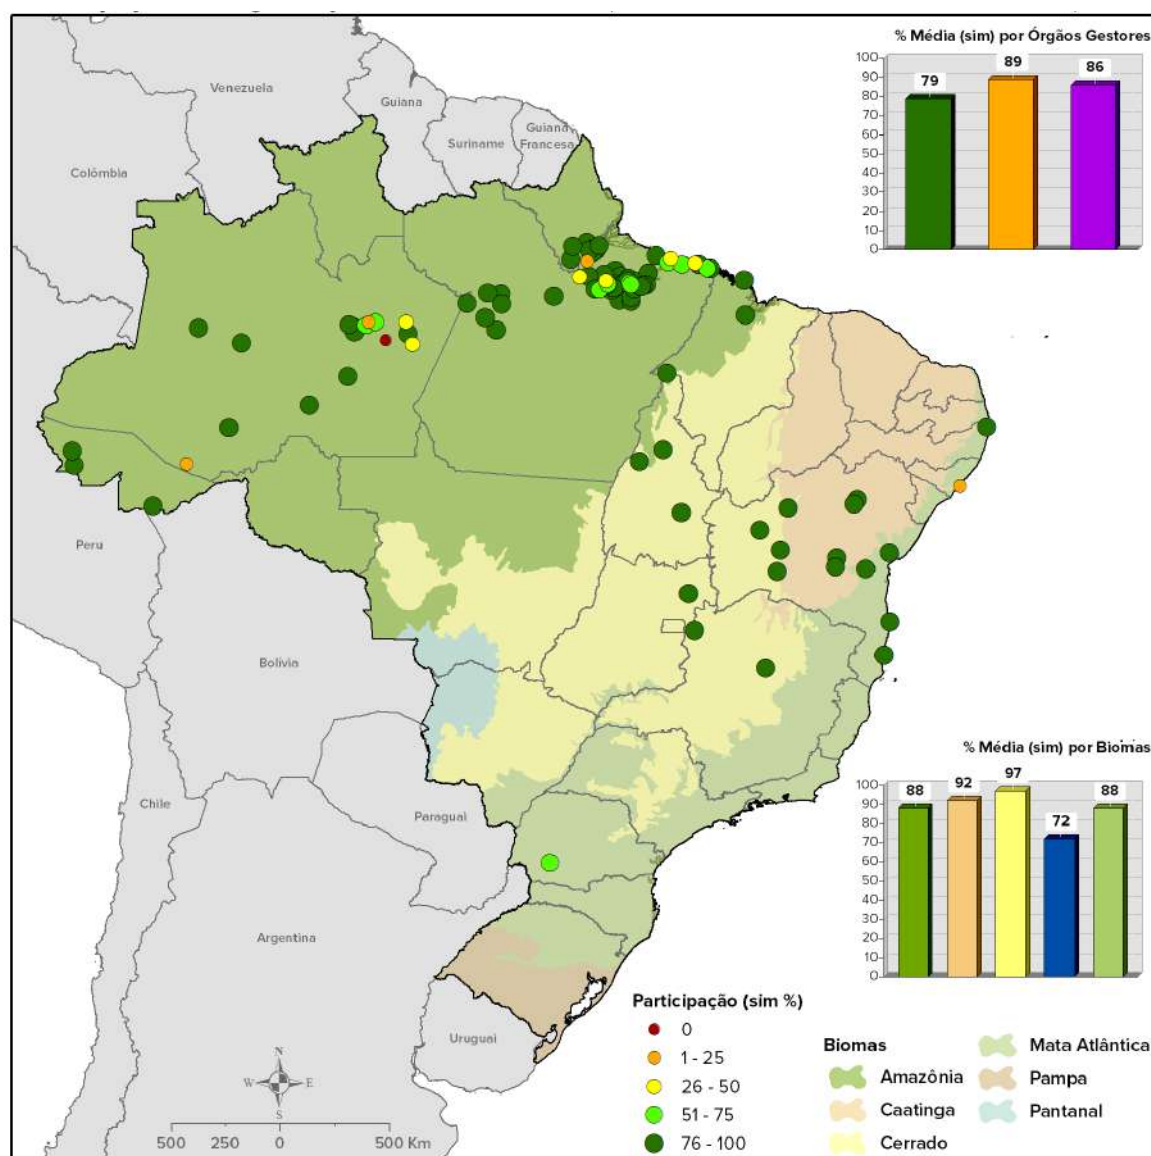 % Média (sim) por Órgãos Gestores
100
90
80
70
60
50
40
30
20
10
0
79
89
86
Venezuela
Guiana
Suriname
Guiana
Francesa
Colômbia
Peru
Bolívia
Chile
Paraguai
Argentina
Uruguai
% Média (sim) por Biomas
100
90
80
70
60
50
40
30
20
10
0
88
92
97
72
88
Participação (sim %)
0
1 - 25
26 - 50
51 - 75
76 - 100
Biomas
Amazônia
Caatinga
Cerrado
Mata Atlântica
Pampa
Pantanal
N
W E
S
500 250 0 500 Km